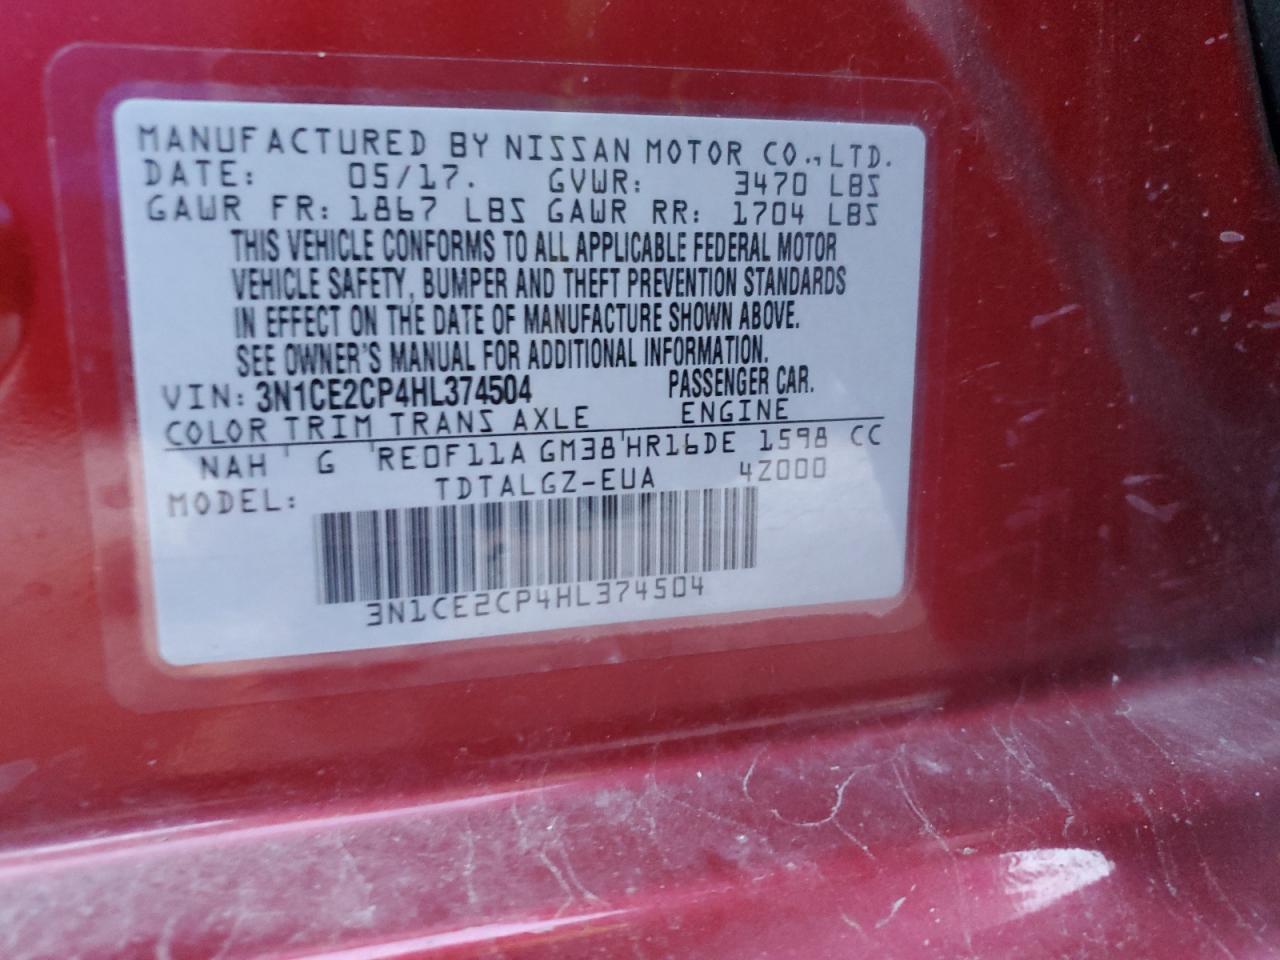 MANUFACTURED BY NISSAN MOTOR CO.,LTD.
DATE: 05/17. GVWR: 3470 LBS
GAWR FR: 1867 LBS GAWR RR: 1704 LBS
THIS VEHICLE CONFORMS TO ALL APPLICABLE FEDERAL MOTOR
VEHICLE SAFETY, BUMPER AND THEFT PREVENTION STANDARDS
IN EFFECT ON THE DATE OF MANUFACTURE SHOWN ABOVE.
SEE OWNER'S MANUAL FOR ADDITIONAL INFORMATION.
VIN: 3N1CE2CP4HL374504 PASSENGER CAR.
COLOR TRIM TRANS AXLE ENGINE
NAH G RE0F11A GM38 HR16DE 1598 CC
MODEL: TDTALGZ-EUA 4Z000
3N1CE2CP4HL374504